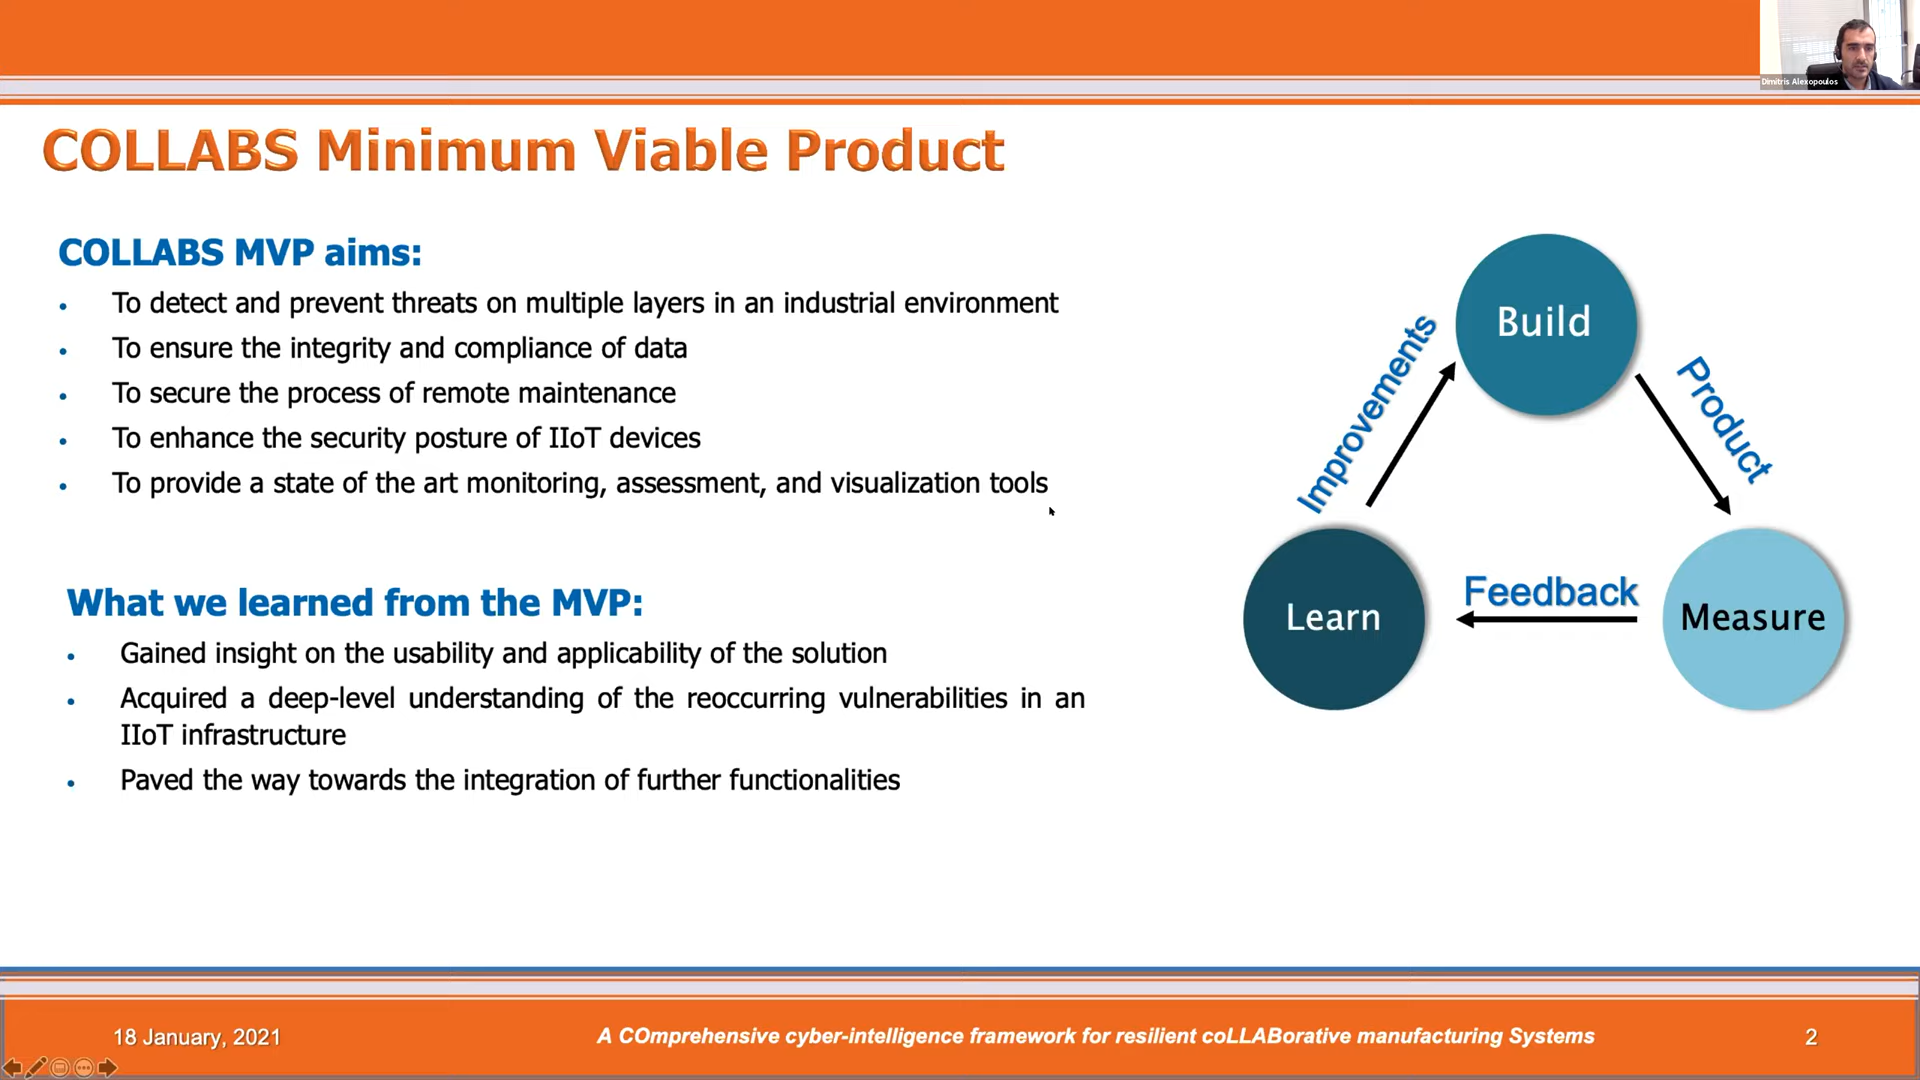 Dimitris Alexopoulos
COLLABS Minimum Viable Product
COLLABS MVP aims:
• To detect and prevent threats on multiple layers in an industrial environment
• To ensure the integrity and compliance of data
• To secure the process of remote maintenance
• To enhance the security posture of IIoT devices
• To provide a state of the art monitoring, assessment, and visualization tools
What we learned from the MVP:
• Gained insight on the usability and applicability of the solution
• Acquired a deep-level understanding of the reoccurring vulnerabilities in an
IIoT infrastructure
• Paved the way towards the integration of further functionalities
Build
Improvements
Product
Learn
Feedback
Measure
18 January, 2021
A COmprehensive cyber-intelligence framework for resilient coLLABorative manufacturing Systems
2